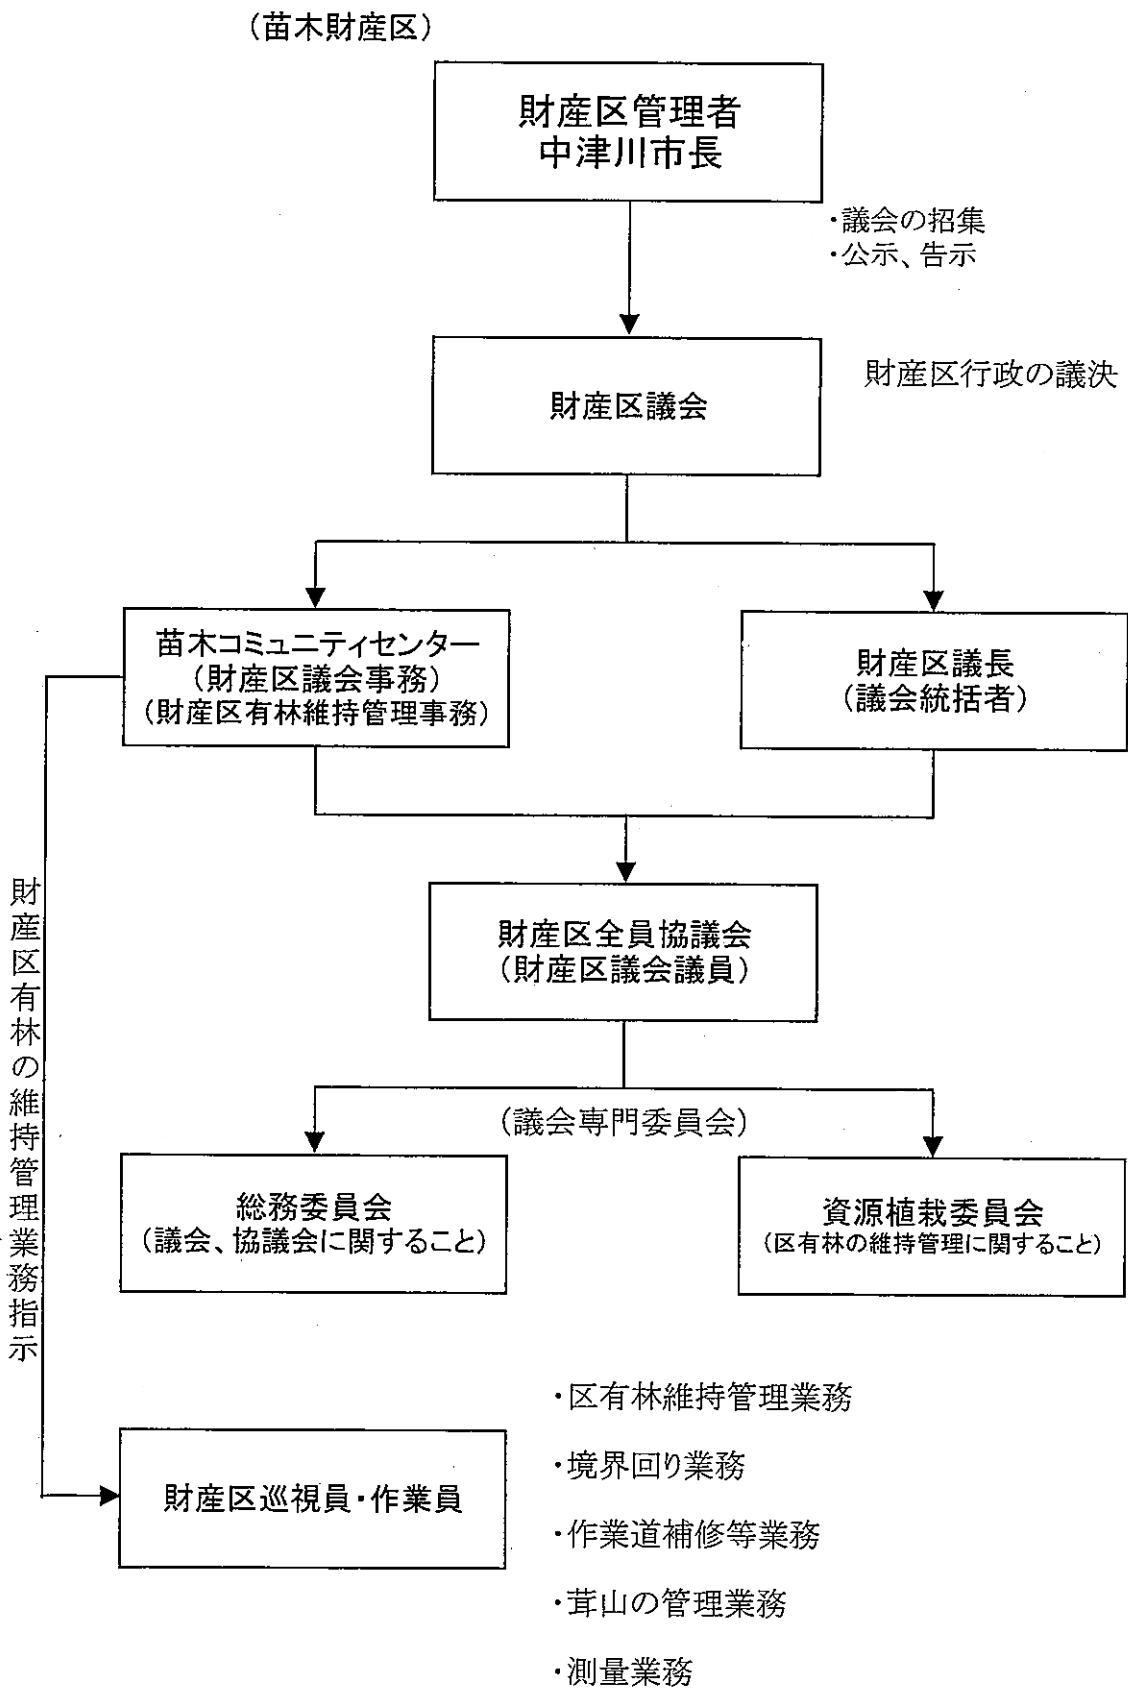 (苗木財産区)
財産区管理者
中津川市長
・議会の招集
・公示、告示
財産区議会
財産区行政の議決
苗木コミュニティセンター
(財産区議会事務)
(財産区有林維持管理事務)
財産区議長
(議会統括者)
財産区有林の維持管理業務指示
財産区全員協議会
(財産区議会議員)
(議会専門委員会)
総務委員会
(議会、協議会に関すること)
資源植栽委員会
(区有林の維持管理に関すること)
財産区巡視員・作業員
・区有林維持管理業務
・境界回り業務
・作業道補修等業務
・茸山の管理業務
・測量業務